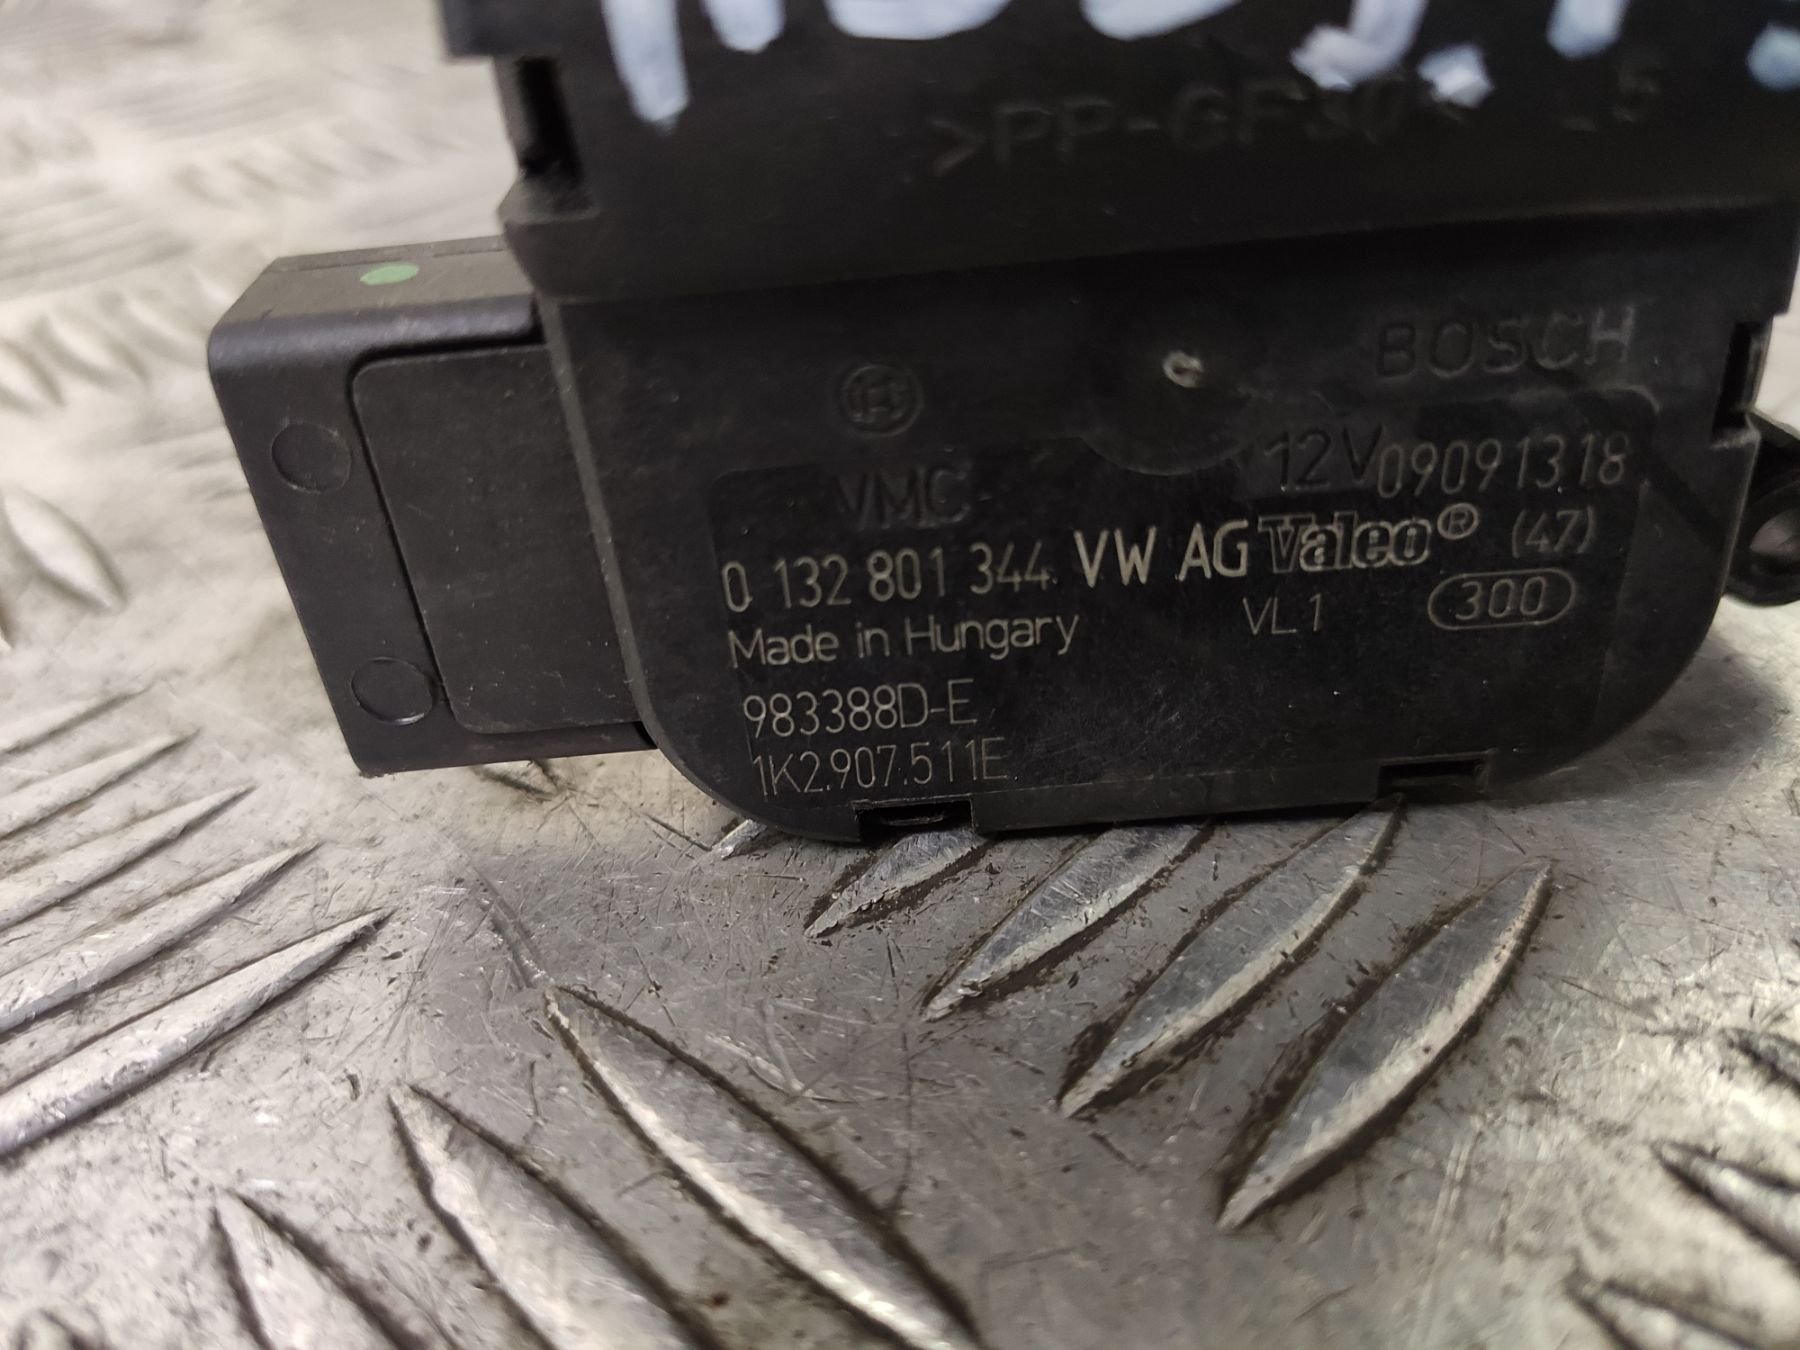 >PP-GF30<
BOSCH
VMC 12V 09091318
0 132 801 344 VW AG Valeo® (47)
Made in Hungary VL1 300
983388D-E
1K2.907.511E